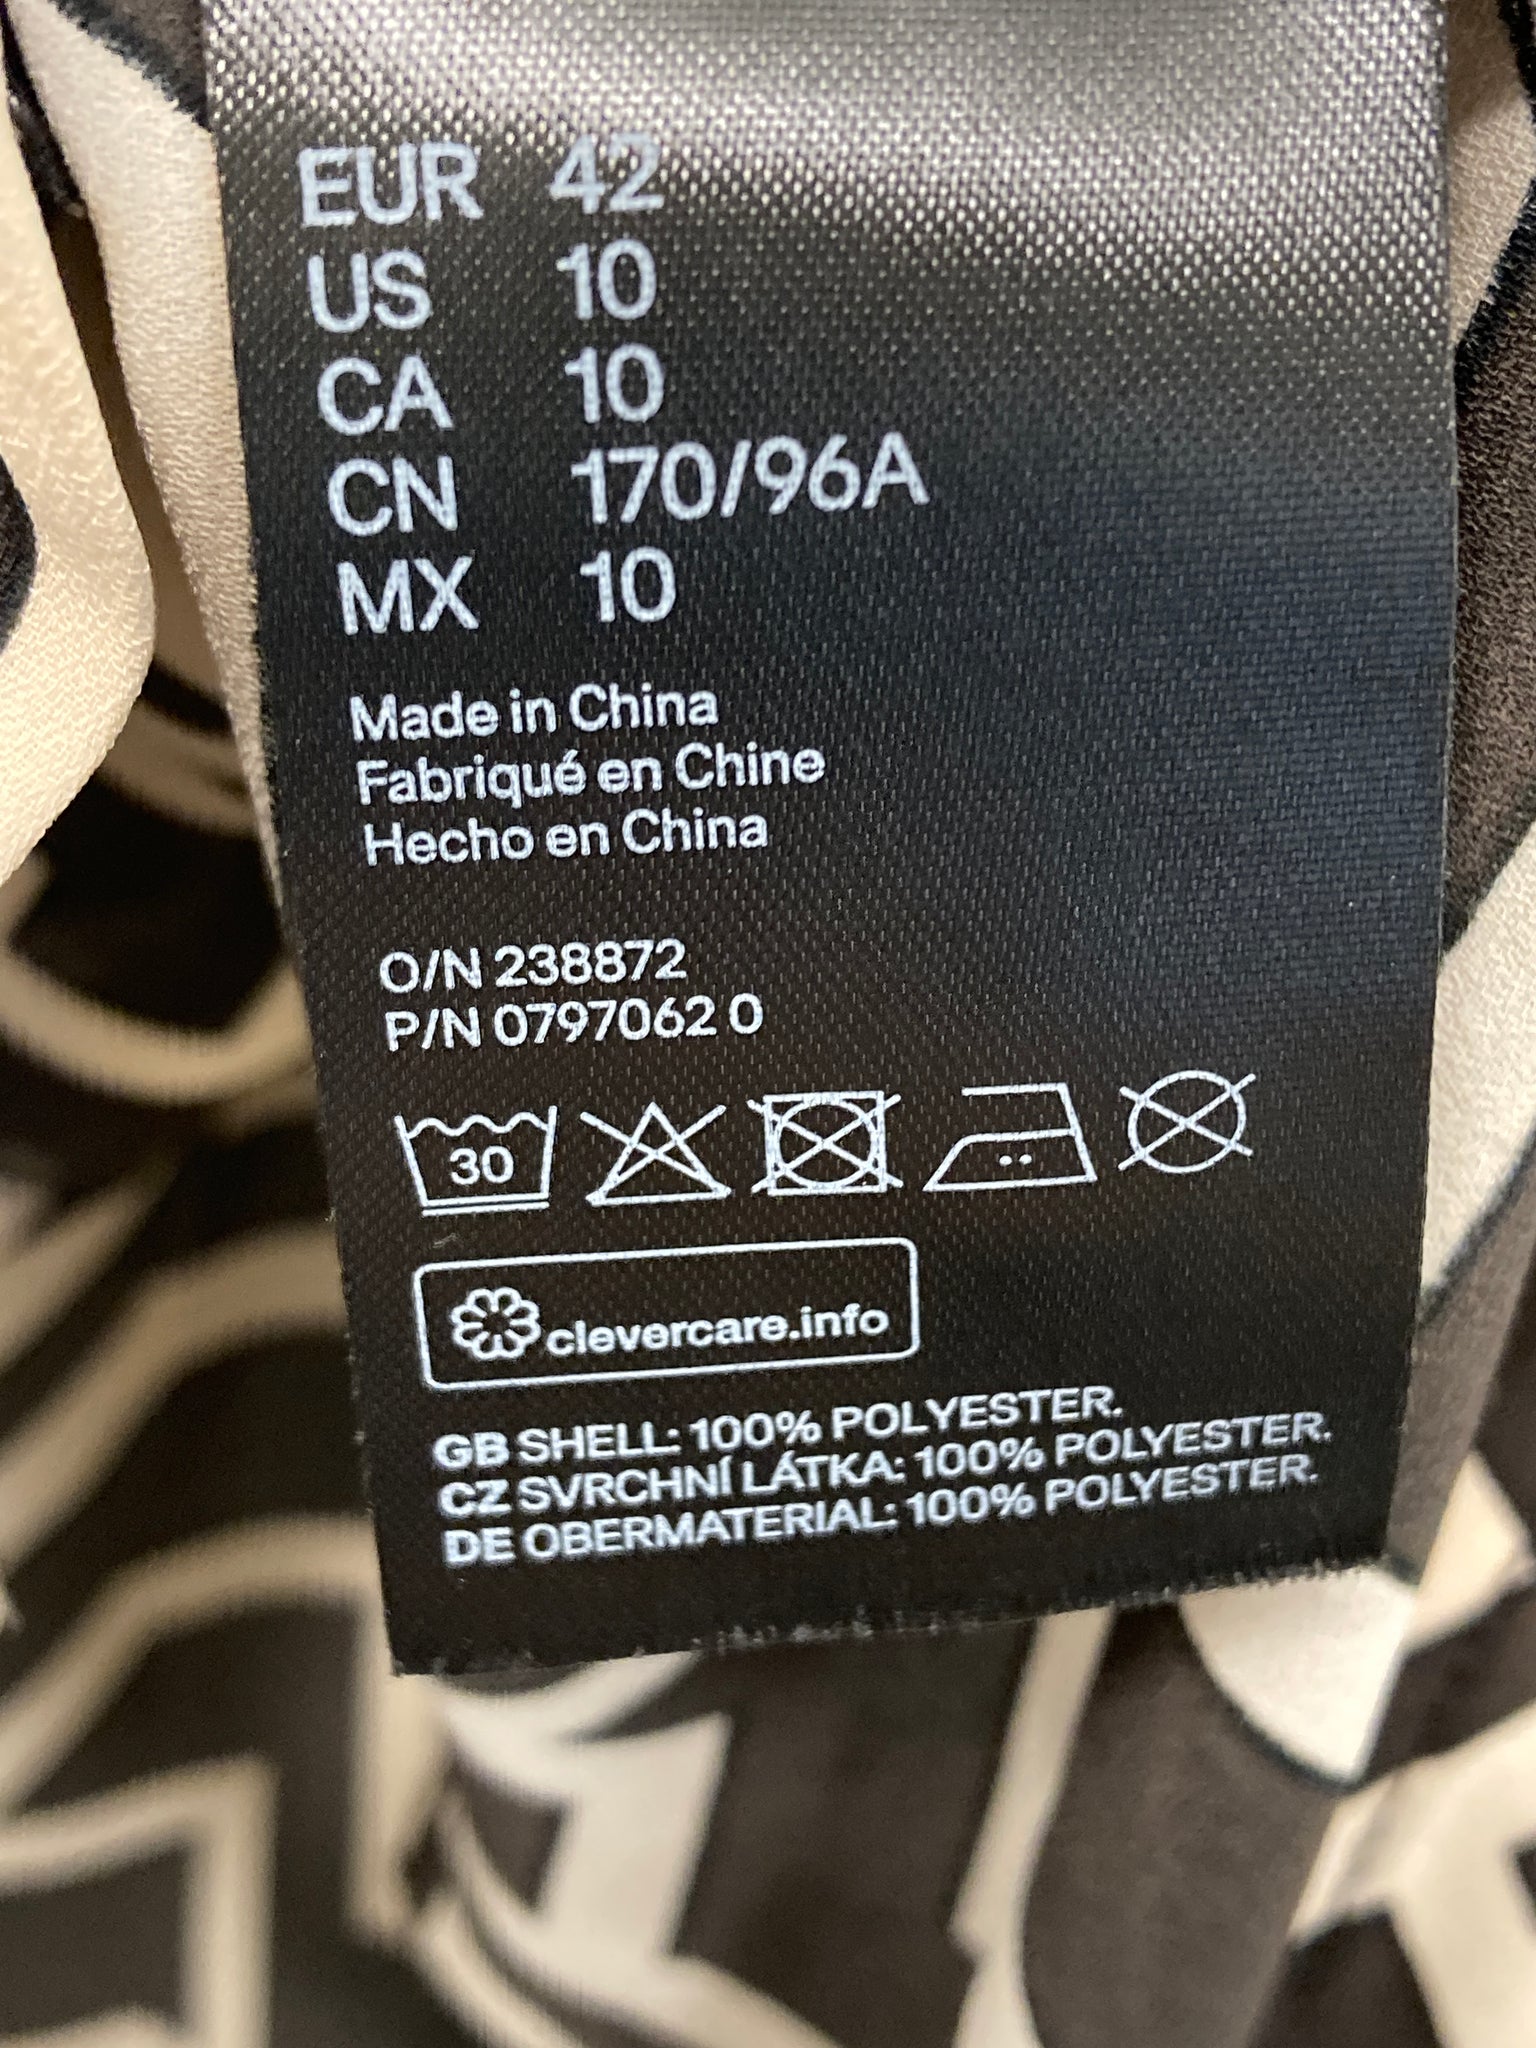 EUR 42
US 10
CA 10
CN 170/96A
MX 10
Made in China
Fabriqué en Chine
Hecho en China
O/N 238872
P/N 0797062 0
30
clevercare.info
GB SHELL: 100% POLYESTER.
CZ SVRCHNÍ LÁTKA: 100% POLYESTER.
DE OBERMATERIAL: 100% POLYESTER.